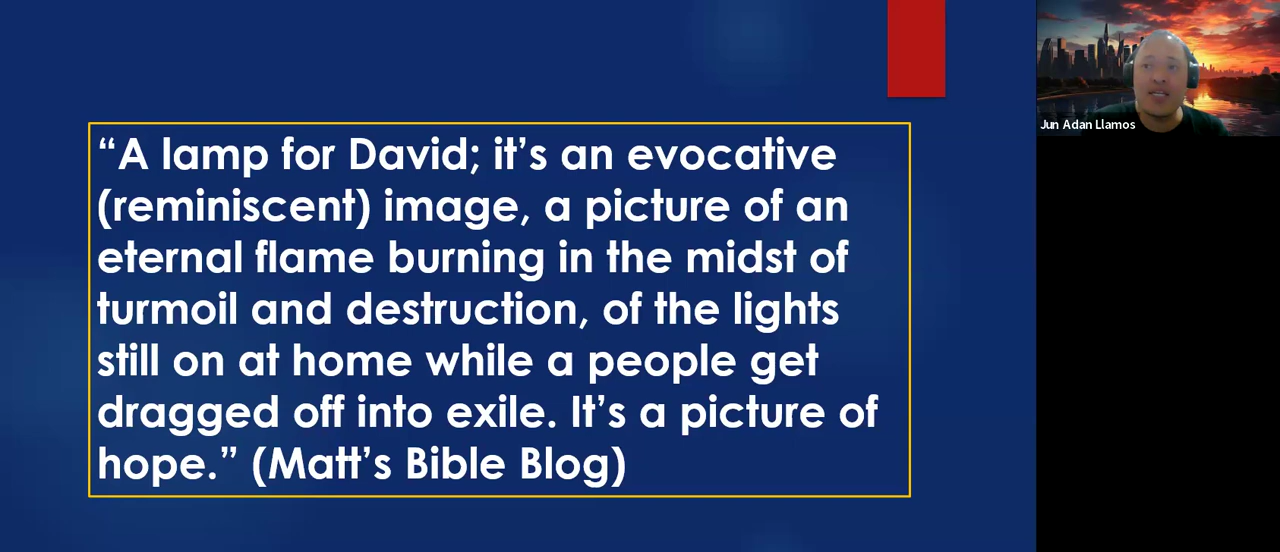 “A lamp for David; it’s an evocative
(reminiscent) image, a picture of an
eternal flame burning in the midst of
turmoil and destruction, of the lights
still on at home while a people get
dragged off into exile. It’s a picture of
hope.” (Matt’s Bible Blog)
Jun Adan Llamos